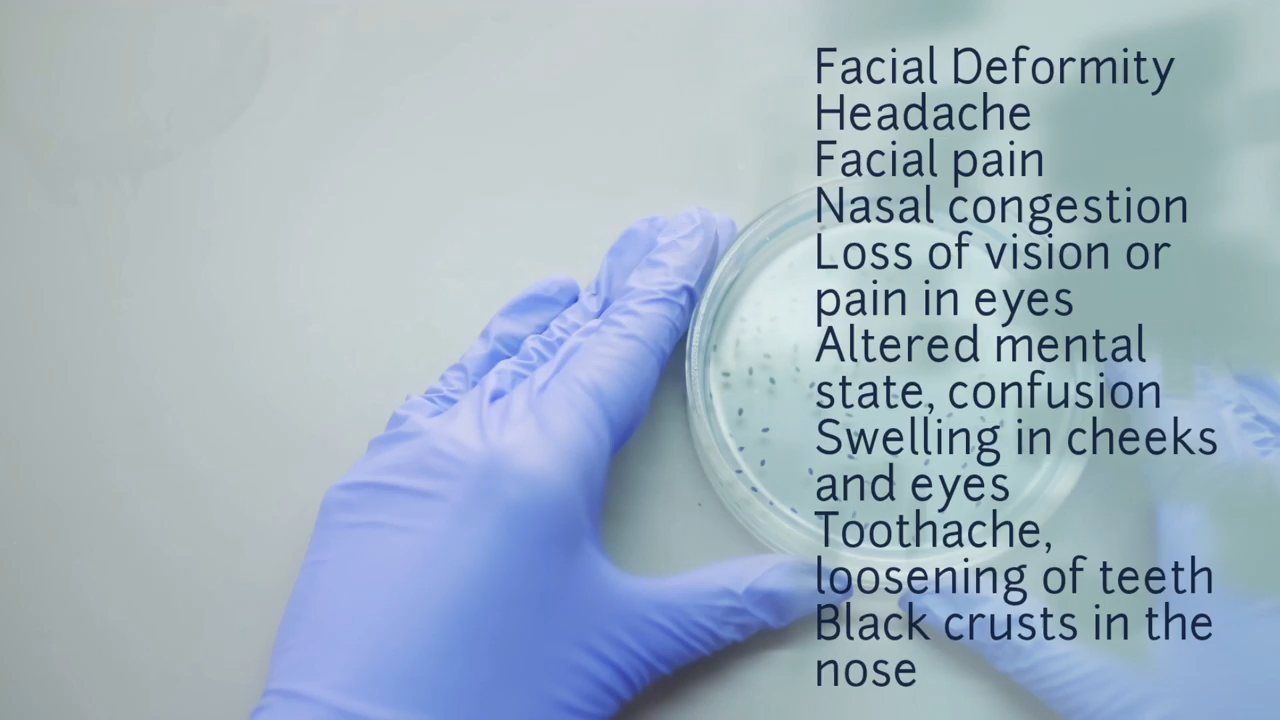 Facial Deformity
Headache
Facial pain
Nasal congestion
Loss of vision or
pain in eyes
Altered mental
state, confusion
Swelling in cheeks
and eyes
Toothache,
loosening of teeth
Black crusts in the
nose